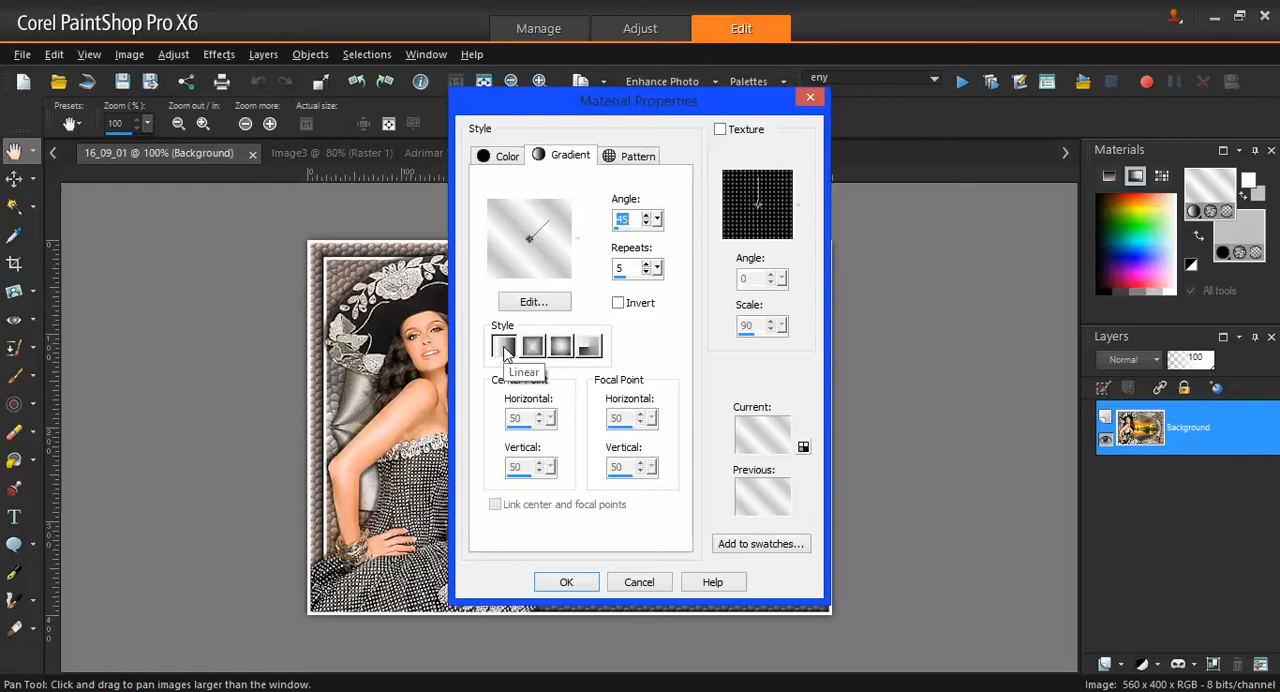 Corel PaintShop Pro X6
Manage Adjust Edit
File Edit View Image Adjust Effects Layers Objects Selections Window Help
Enhance Photo Palettes eny
Presets: Zoom (%): Zoom out / in: Zoom more: Actual size:
100
16_09_01 @ 100% (Background) Image3 @ 80% (Raster 1) Adrimar
Material Properties
Style
Color Gradient Pattern
Angle:
45
Repeats:
5
Edit...
Invert
Style
Linear
Center Point
Horizontal:
50
Vertical:
50
Focal Point
Horizontal:
50
Vertical:
50
Link center and focal points
Texture
Angle:
0
Scale:
90
Current:
Previous:
Add to swatches...
OK Cancel Help
Materials
All tools
Layers
Normal 100
Background
Pan Tool: Click and drag to pan images larger than the window.
Image: 560 x 400 x RGB - 8 bits/channel